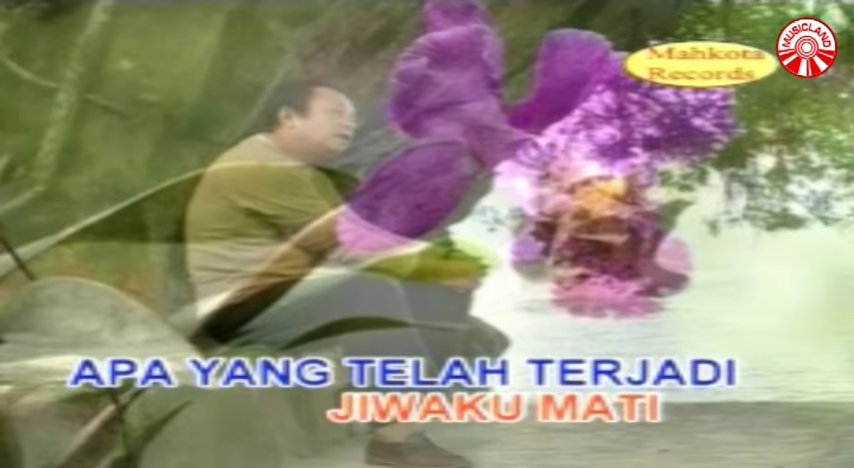 MUSICLAND
Mahkota
Records
APA YANG TELAH TERJADI
JIWAKU MATI